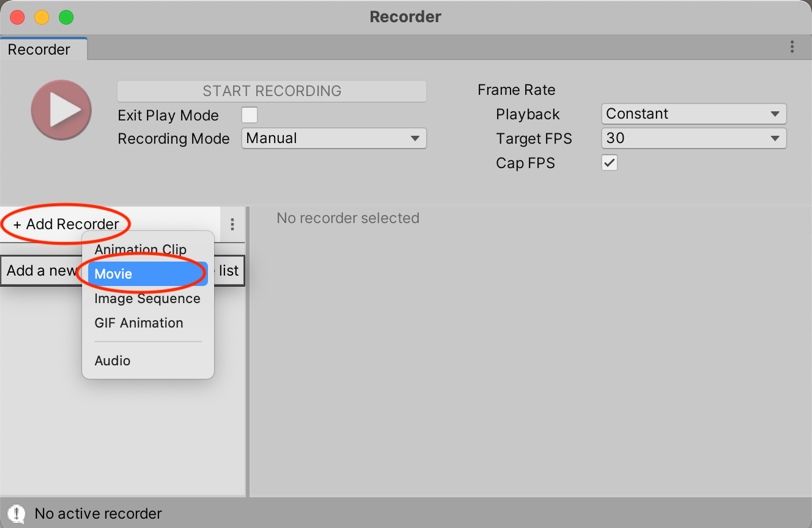 Recorder
Recorder
START RECORDING
Exit Play Mode
Recording Mode Manual
Frame Rate
Playback Constant
Target FPS 30
Cap FPS
+ Add Recorder
No recorder selected
Add a new list
Animation Clip
Movie
Image Sequence
GIF Animation
Audio
No active recorder